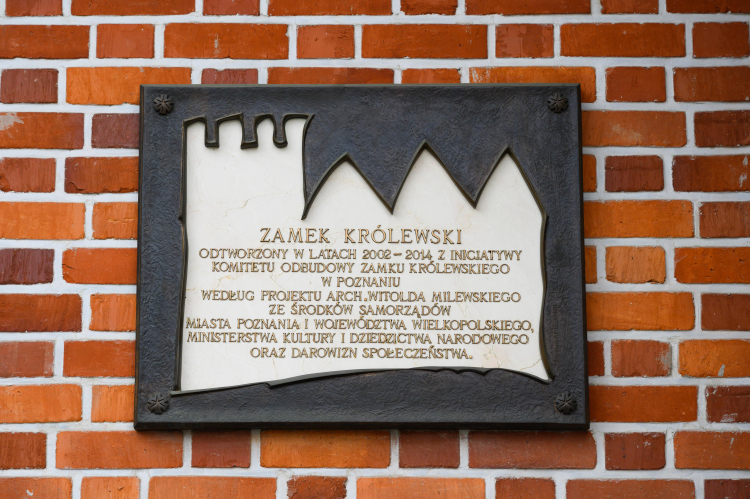 ZAMEK KRÓLEWSKI
ODTWORZONY W LATACH 2002-2014 Z INICJATYWY
KOMITETU ODBUDOWY ZAMKU KRÓLEWSKIEGO
W POZNANIU
WEDŁUG PROJEKTU ARCH. WITOLDA MILEWSKIEGO
ZE ŚRODKÓW SAMORZĄDÓW
MIASTA POZNANIA I WOJEWÓDZTWA WIELKOPOLSKIEGO,
MINISTERSTWA KULTURY I DZIEDZICTWA NARODOWEGO
ORAZ DAROWIZN SPOŁECZEŃSTWA.